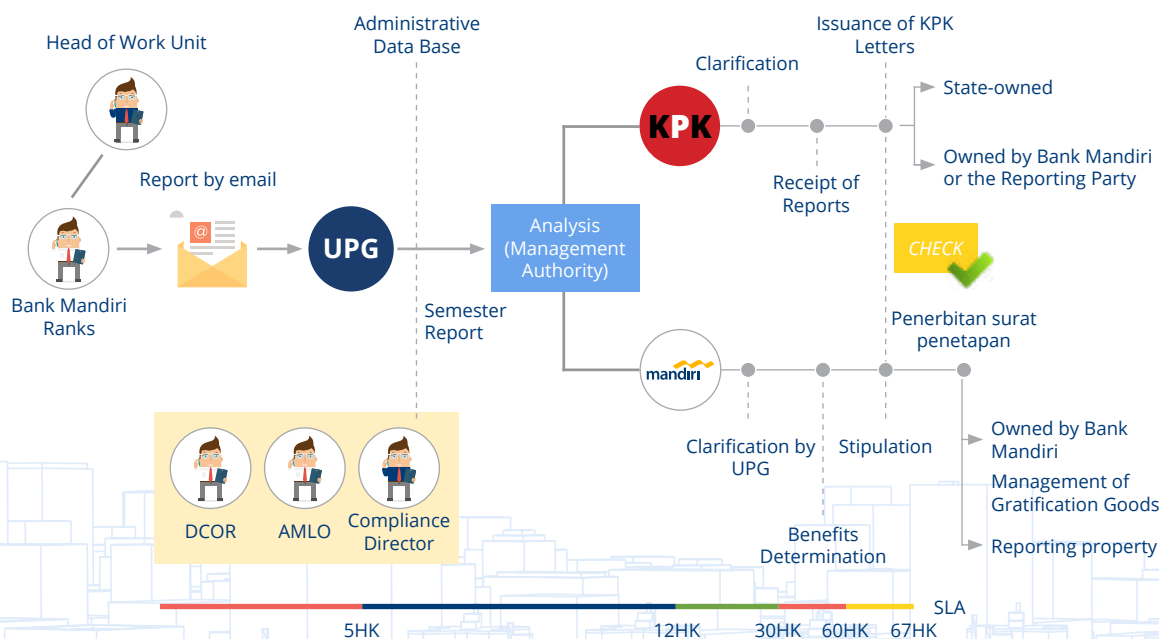 Head of Work Unit
Administrative
Data Base
Issuance of KPK
Letters
Clarification
State-owned
KPK
Owned by Bank Mandiri
or the Reporting Party
Report by email
@
Receipt of
Reports
UPG
Analysis
(Management
Authority)
CHECK
Bank Mandiri
Ranks
Semester
Report
Penerbitan surat
penetapan
mandiri
Clarification by
UPG
Stipulation
Owned by Bank
Mandiri
Management of
Gratification Goods
Benefits
Determination
Reporting property
DCOR
AMLO
Compliance
Director
SLA
5HK
12HK
30HK
60HK
67HK